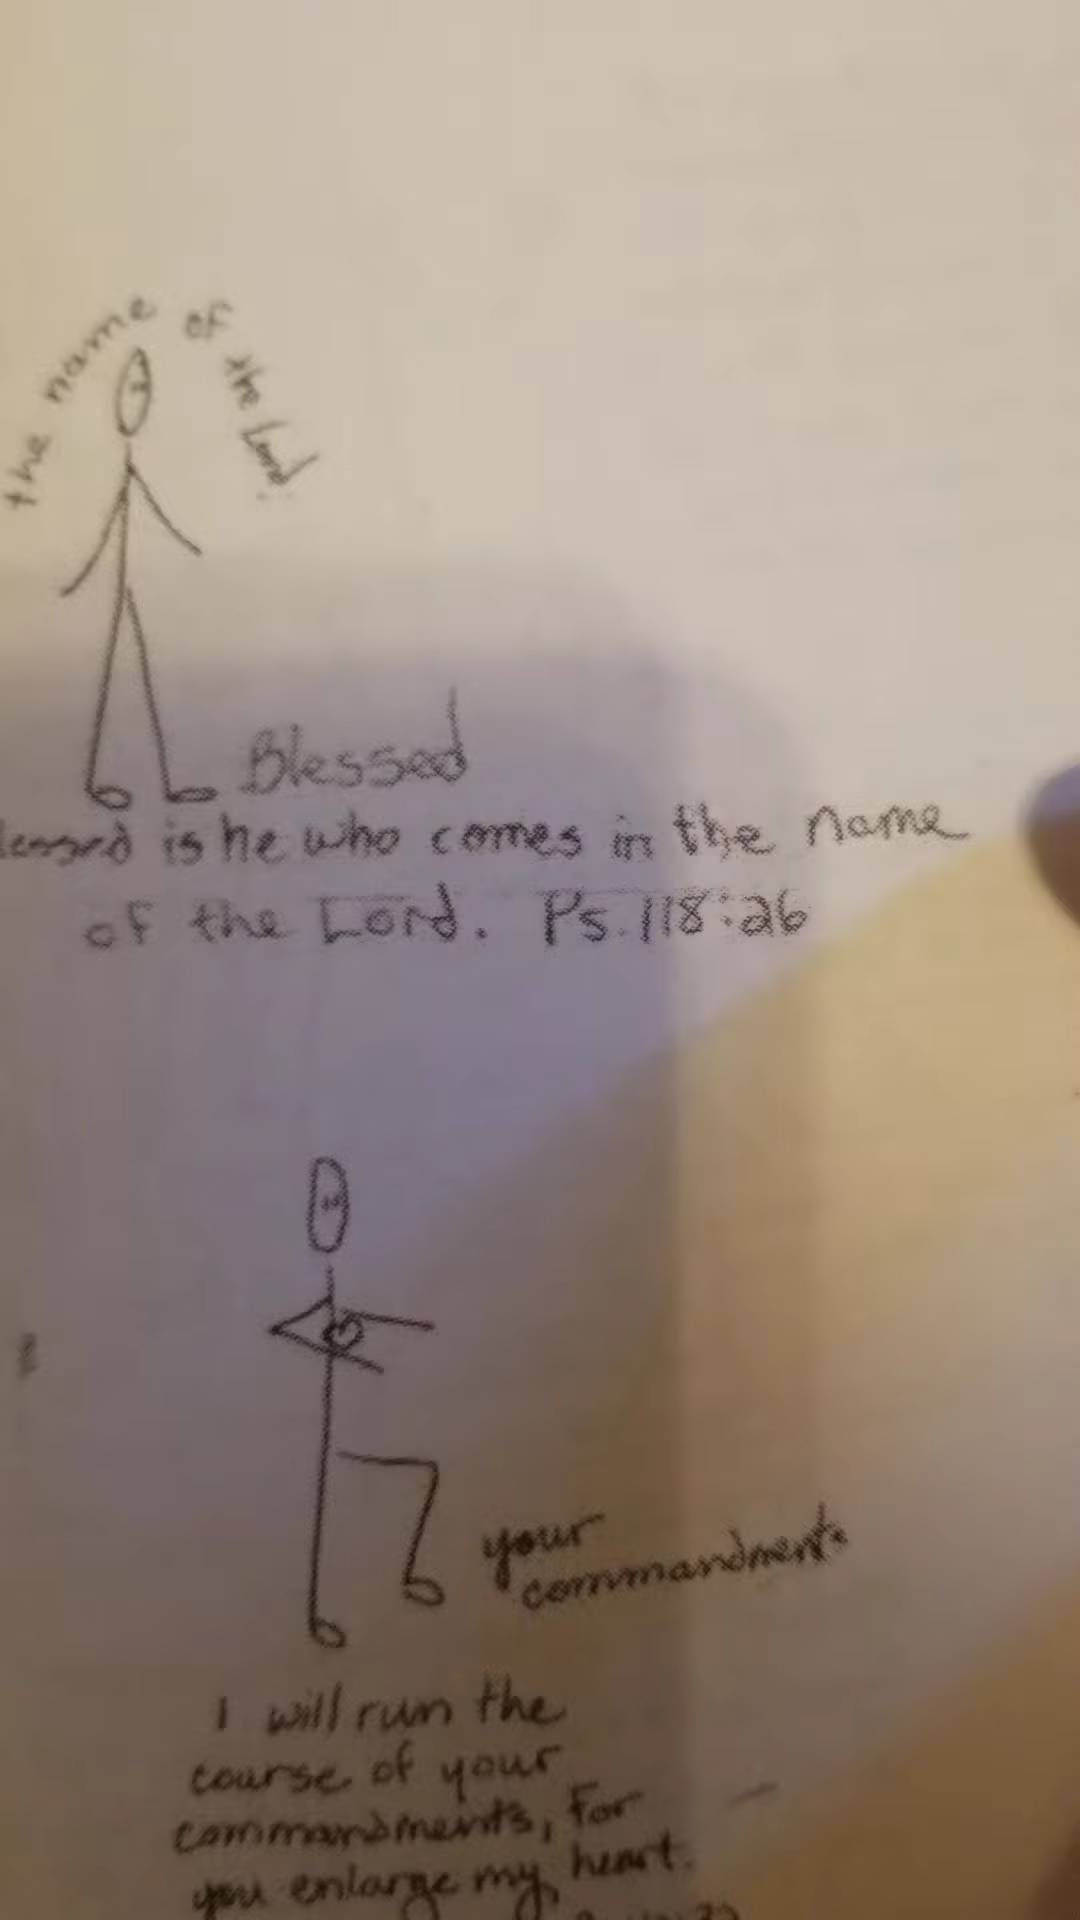 the name of the Lord
Blessed
lessed is he who comes in the name
of the Lord. Ps. 118:26
your
commandments
I will run the
course of your
commandments, For
you enlarge my heart.